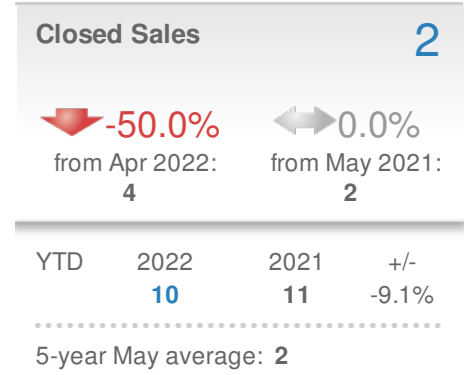 Closed Sales 2
-50.0% 0.0%
from Apr 2022: from May 2021:
4 2
YTD 2022 2021 +/-
10 11 -9.1%
5-year May average: 2